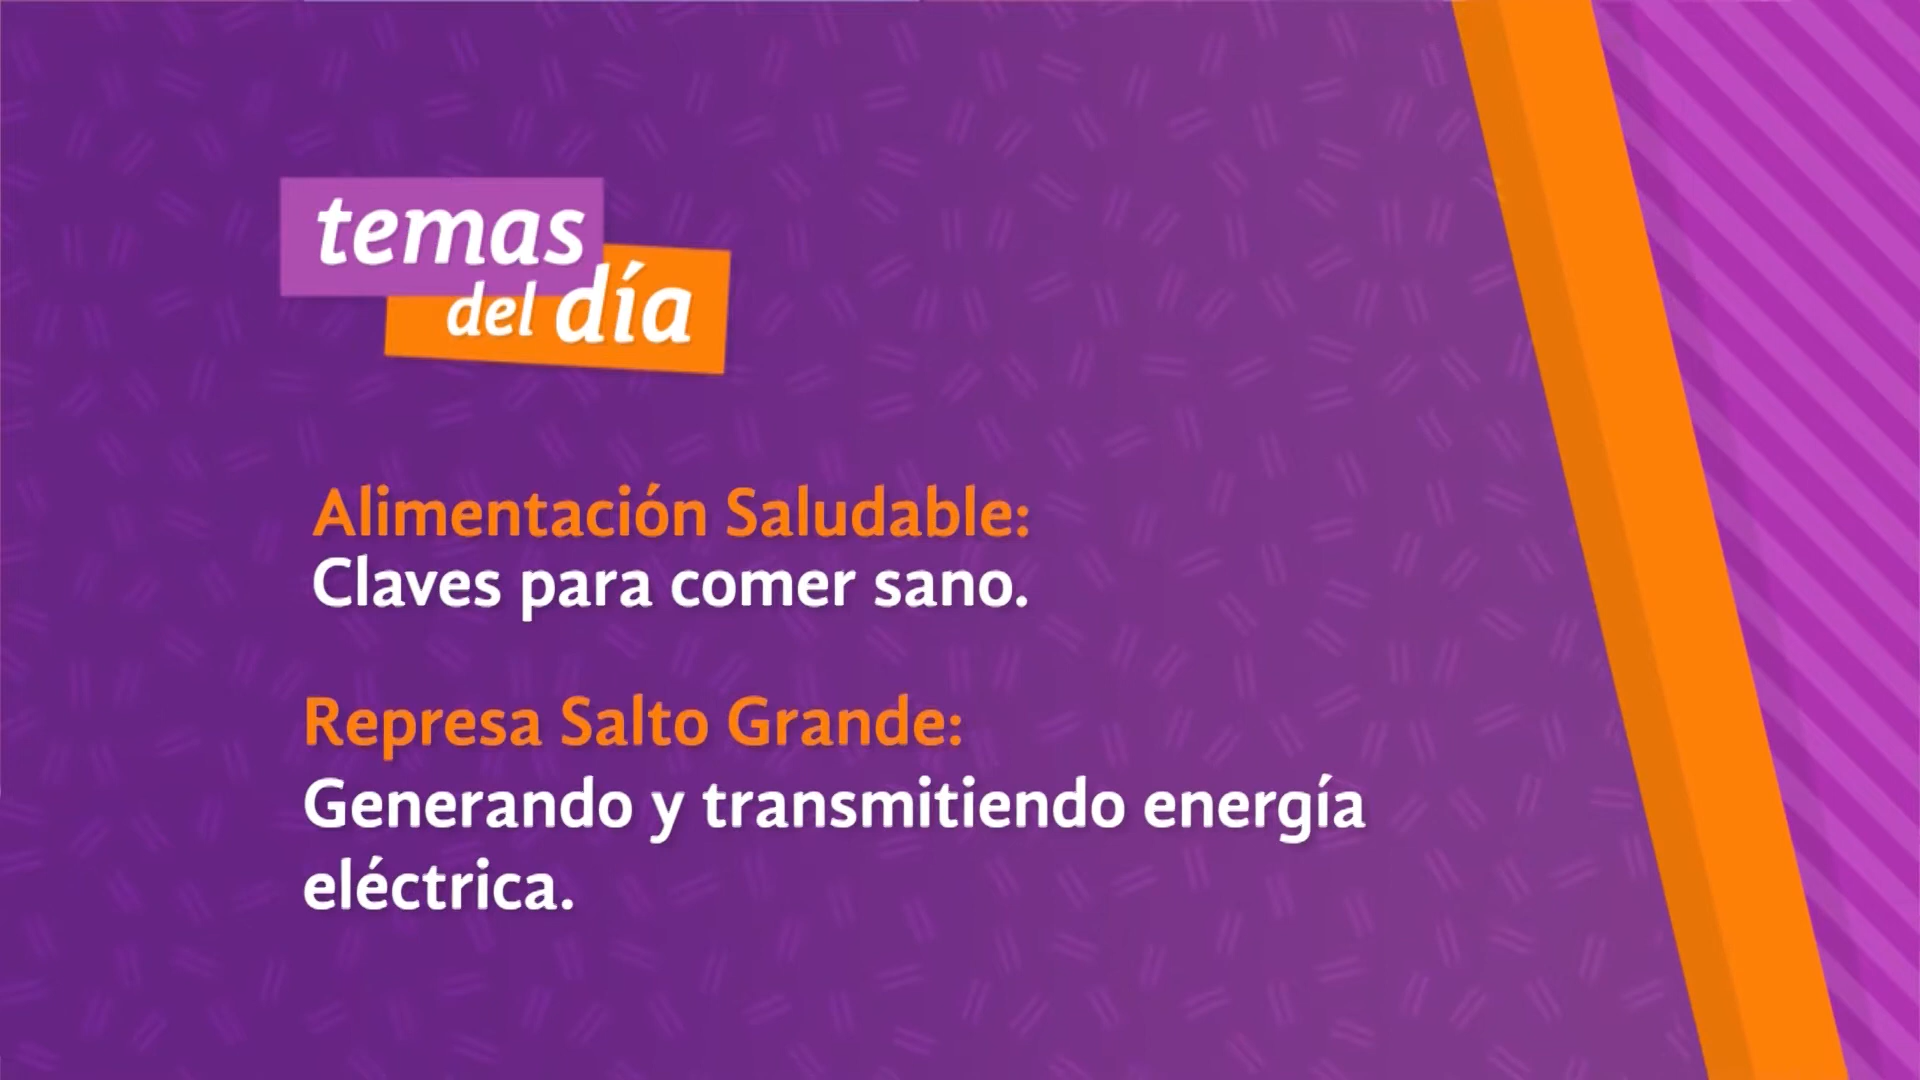 temas
del día
Alimentación Saludable:
Claves para comer sano.
Represa Salto Grande:
Generando y transmitiendo energía
eléctrica.